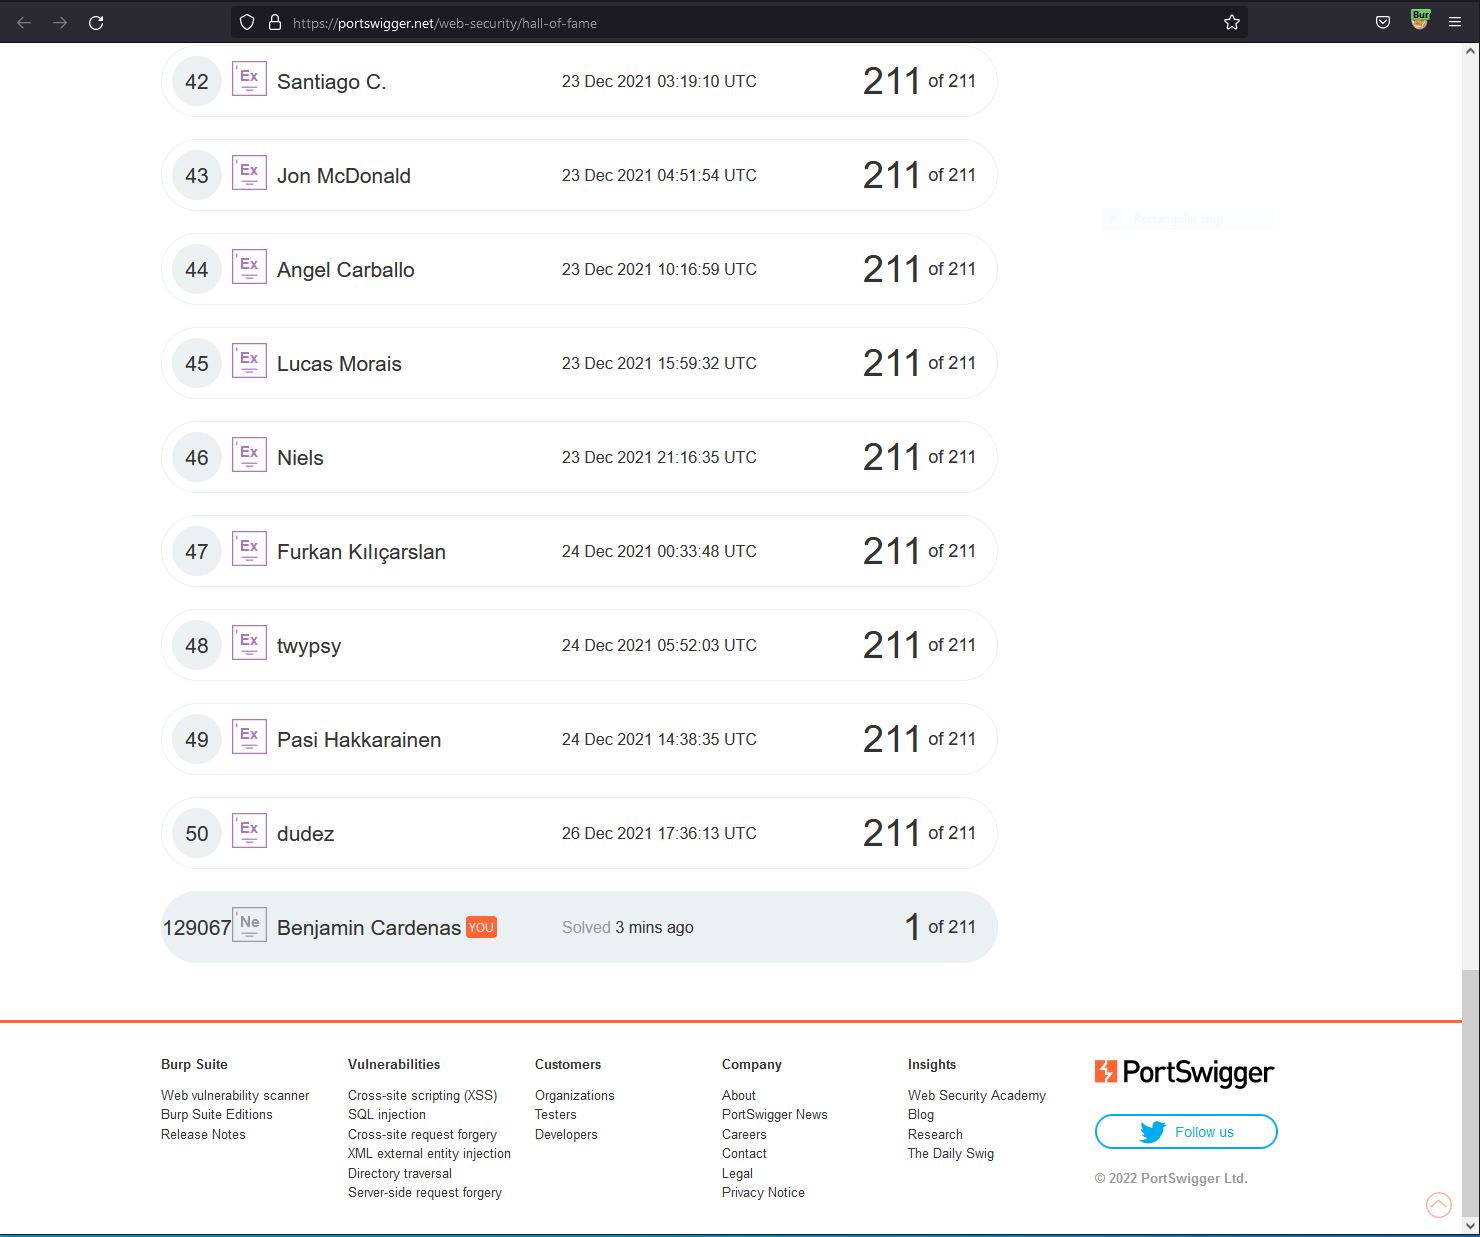 https://portswigger.net/web-security/hall-of-fame
Bur
42 Ex Santiago C. 23 Dec 2021 03:19:10 UTC 211 of 211
43 Ex Jon McDonald 23 Dec 2021 04:51:54 UTC 211 of 211
Rectangular Snip
44 Ex Angel Carballo 23 Dec 2021 10:16:59 UTC 211 of 211
45 Ex Lucas Morais 23 Dec 2021 15:59:32 UTC 211 of 211
46 Ex Niels 23 Dec 2021 21:16:35 UTC 211 of 211
47 Ex Furkan Kılıçarslan 24 Dec 2021 00:33:48 UTC 211 of 211
48 Ex twypsy 24 Dec 2021 05:52:03 UTC 211 of 211
49 Ex Pasi Hakkarainen 24 Dec 2021 14:38:35 UTC 211 of 211
50 Ex dudez 26 Dec 2021 17:36:13 UTC 211 of 211
129067 Ne Benjamin Cardenas YOU Solved 3 mins ago 1 of 211
Burp Suite
Web vulnerability scanner
Burp Suite Editions
Release Notes
Vulnerabilities
Cross-site scripting (XSS)
SQL injection
Cross-site request forgery
XML external entity injection
Directory traversal
Server-side request forgery
Customers
Organizations
Testers
Developers
Company
About
PortSwigger News
Careers
Contact
Legal
Privacy Notice
Insights
Web Security Academy
Blog
Research
The Daily Swig
PortSwigger
Follow us
© 2022 PortSwigger Ltd.